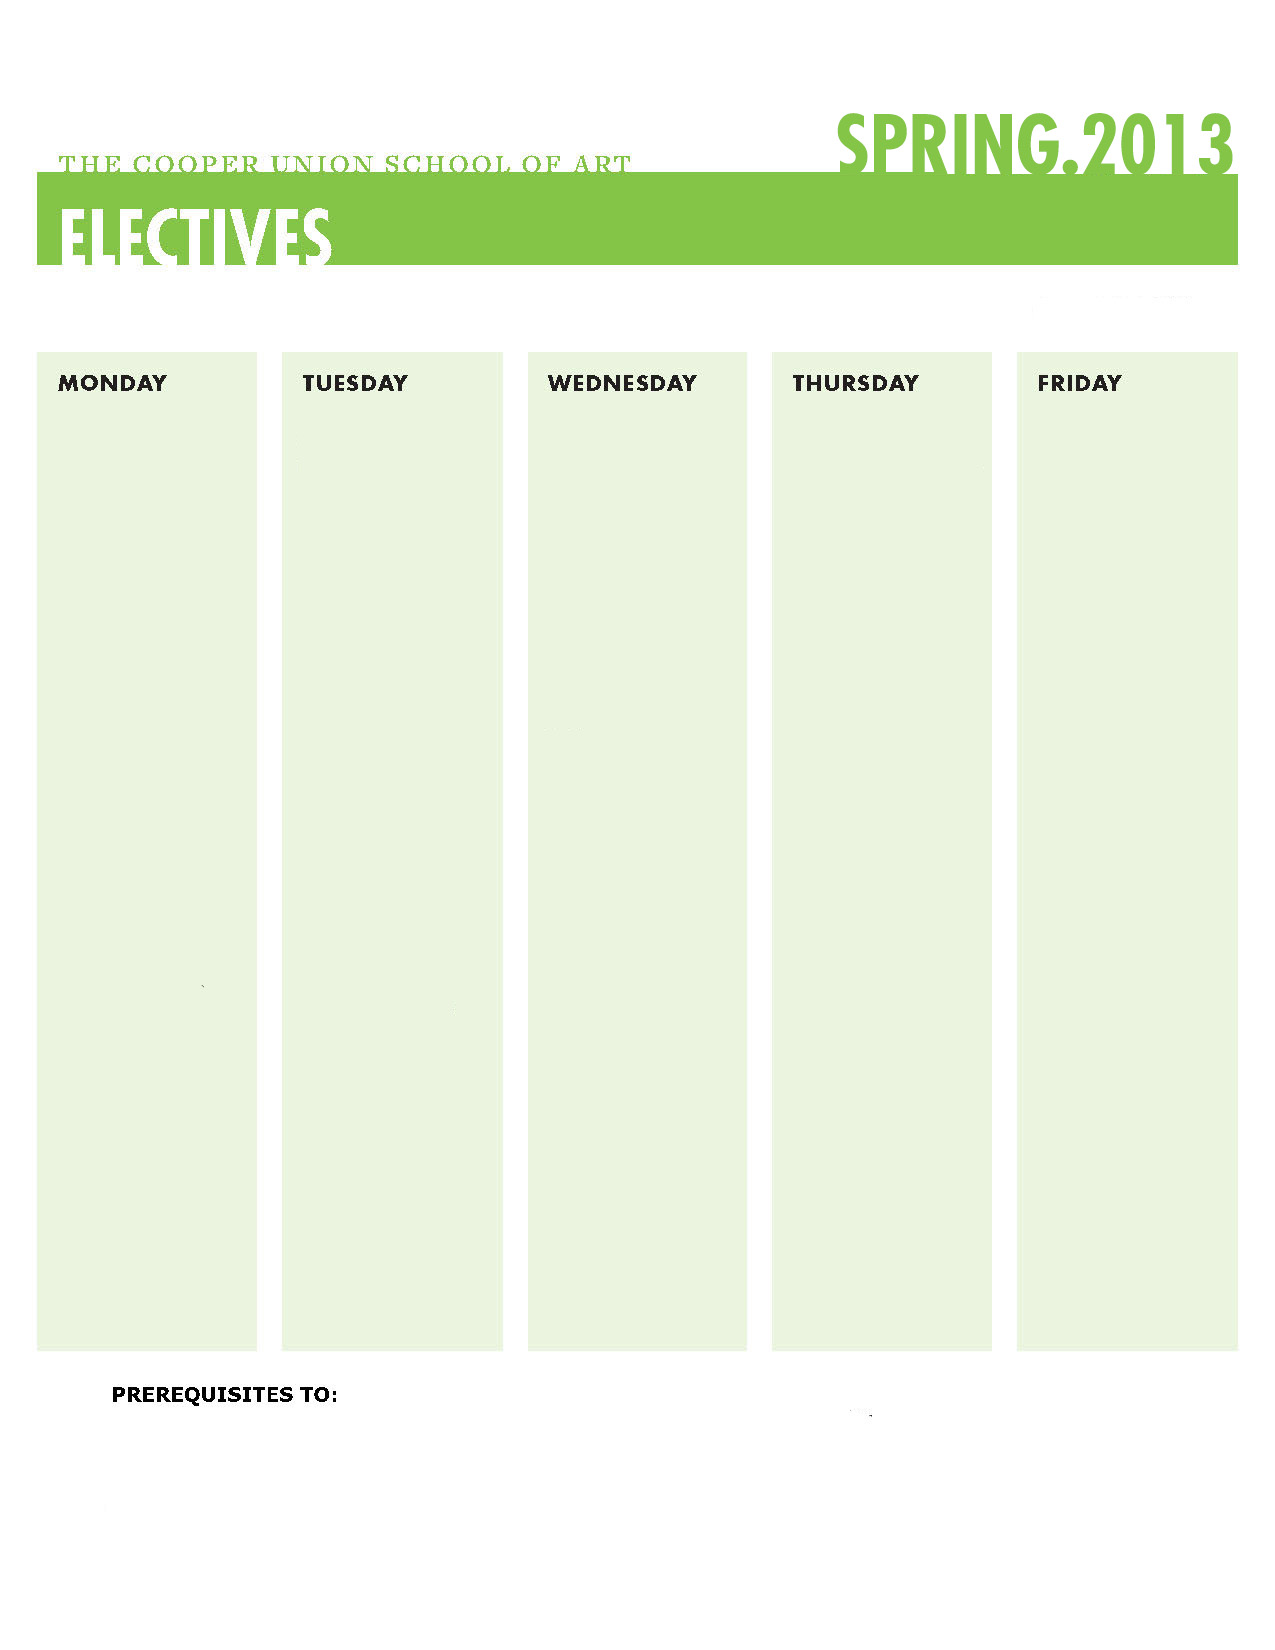 SPRING.2013
THE COOPER UNION SCHOOL OF ART
ELECTIVES
MONDAY TUESDAY WEDNESDAY THURSDAY FRIDAY
PREREQUISITES TO: